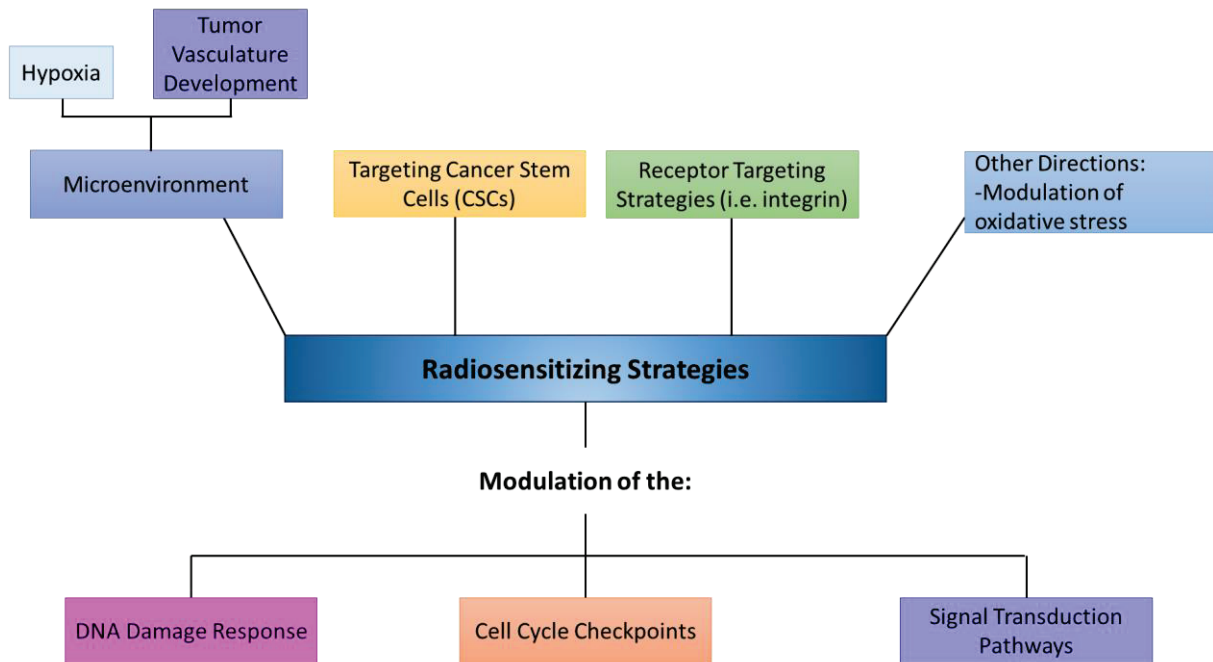 Tumor
Vasculature
Development
Hypoxia
Microenvironment
Targeting Cancer Stem
Cells (CSCs)
Receptor Targeting
Strategies (i.e. integrin)
Other Directions:
-Modulation of
oxidative stress
Radiosensitizing Strategies
Modulation of the:
DNA Damage Response
Cell Cycle Checkpoints
Signal Transduction
Pathways